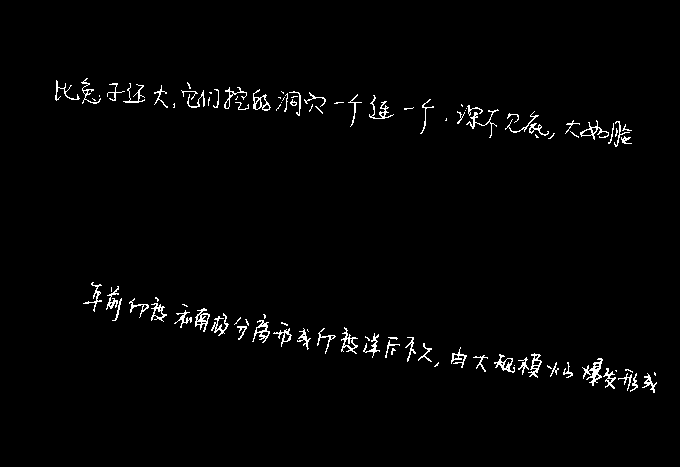 比兔子还大,它们挖的洞穴一个连一个,深不见底,大如脸
年前印度和南极分离形成印度洋后不久,由大规模火山爆发形成